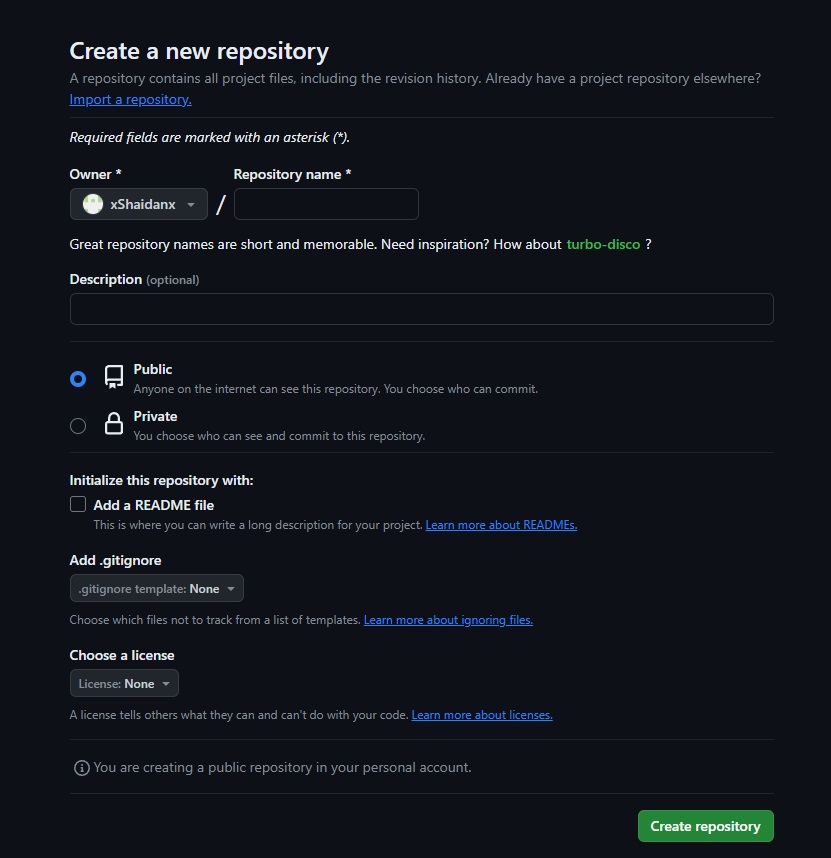 Create a new repository
A repository contains all project files, including the revision history. Already have a project repository elsewhere?
Import a repository.
Required fields are marked with an asterisk (*).
Owner * Repository name *
xShaidanx /
Great repository names are short and memorable. Need inspiration? How about turbo-disco ?
Description (optional)
Public
Anyone on the internet can see this repository. You choose who can commit.
Private
You choose who can see and commit to this repository.
Initialize this repository with:
Add a README file
This is where you can write a long description for your project. Learn more about READMEs.
Add .gitignore
.gitignore template: None
Choose which files not to track from a list of templates. Learn more about ignoring files.
Choose a license
License: None
A license tells others what they can and can't do with your code. Learn more about licenses.
You are creating a public repository in your personal account.
Create repository